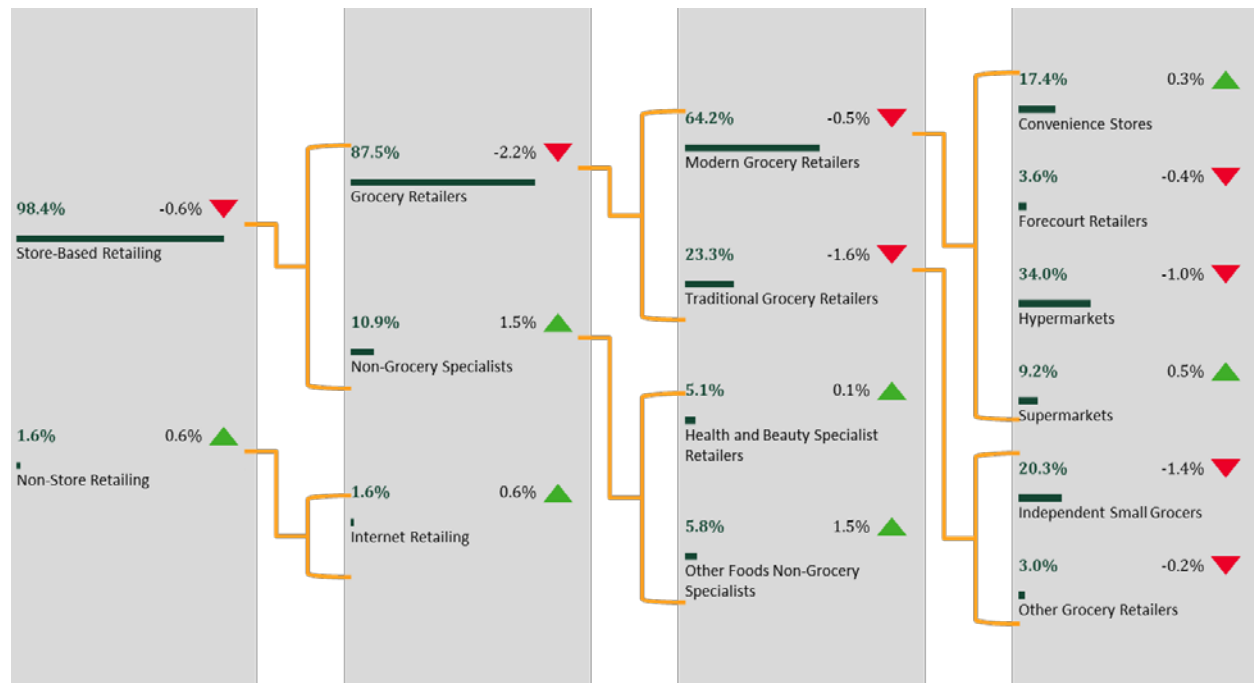 98.4% -0.6%
Store-Based Retailing
1.6% 0.6%
Non-Store Retailing
87.5% -2.2%
Grocery Retailers
10.9% 1.5%
Non-Grocery Specialists
1.6% 0.6%
Internet Retailing
64.2% -0.5%
Modern Grocery Retailers
23.3% -1.6%
Traditional Grocery Retailers
5.1% 0.1%
Health and Beauty Specialist
Retailers
5.8% 1.5%
Other Foods Non-Grocery
Specialists
17.4% 0.3%
Convenience Stores
3.6% -0.4%
Forecourt Retailers
34.0% -1.0%
Hypermarkets
9.2% 0.5%
Supermarkets
20.3% -1.4%
Independent Small Grocers
3.0% -0.2%
Other Grocery Retailers